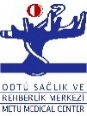 ODTÜ SAĞLIK VE
REHBERLİK MERKEZİ
METU MEDICAL CENTER